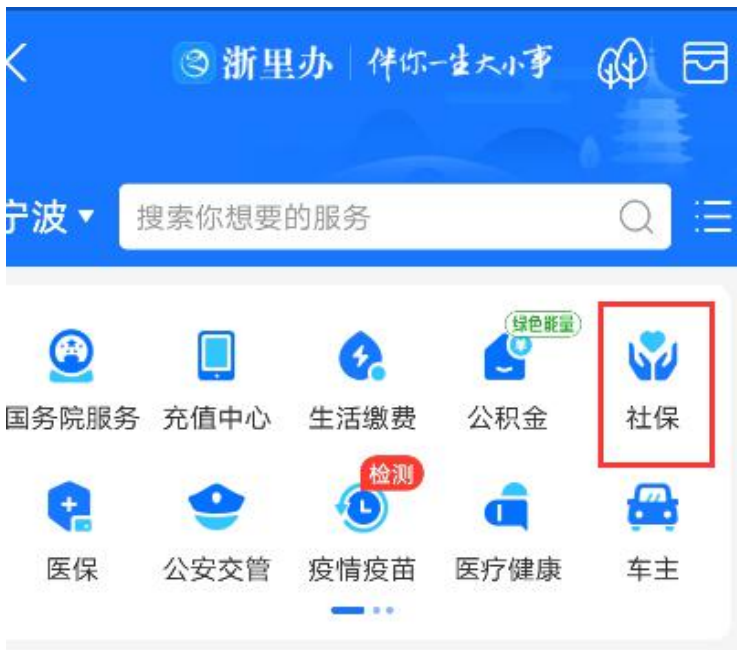 浙里办 伴你一生大小事
宁波
搜索你想要的服务
绿色能量
国务院服务 充值中心 生活缴费 公积金 社保
检测
医保 公安交管 疫情疫苗 医疗健康 车主